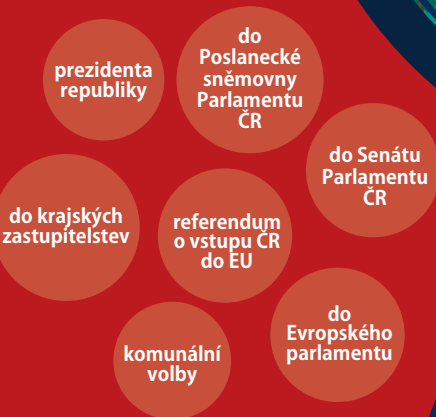 prezidenta
republiky
do
Poslanecké
sněmovny
Parlamentu
ČR
do Senátu
Parlamentu
ČR
do krajských
zastupitelstev
referendum
o vstupu ČR
do EU
do
Evropského
parlamentu
komunální
volby